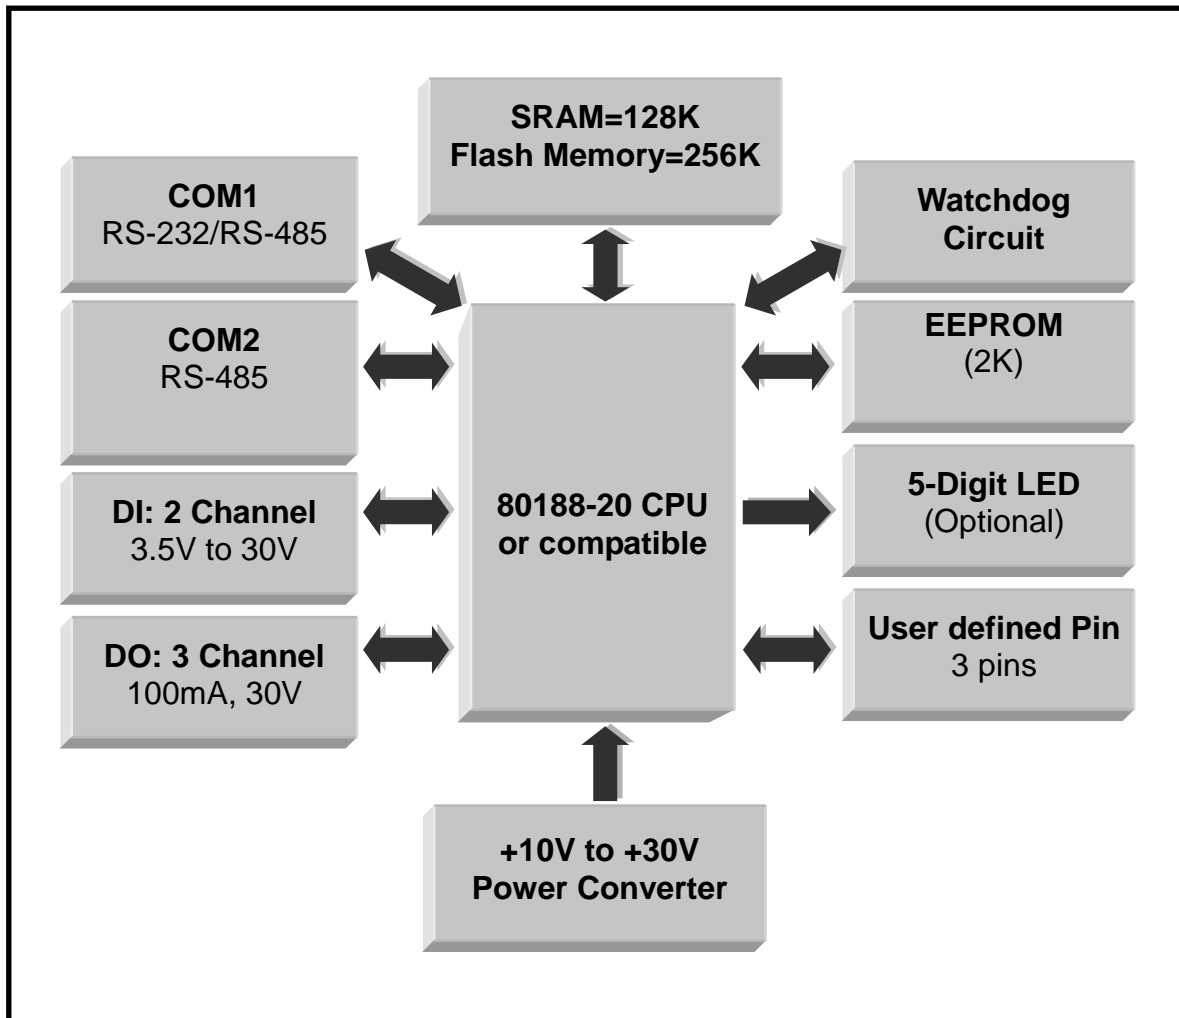 SRAM=128K
Flash Memory=256K
COM1
RS-232/RS-485
Watchdog
Circuit
COM2
RS-485
EEPROM
(2K)
DI: 2 Channel
3.5V to 30V
80188-20 CPU
or compatible
5-Digit LED
(Optional)
DO: 3 Channel
100mA, 30V
User defined Pin
3 pins
+10V to +30V
Power Converter